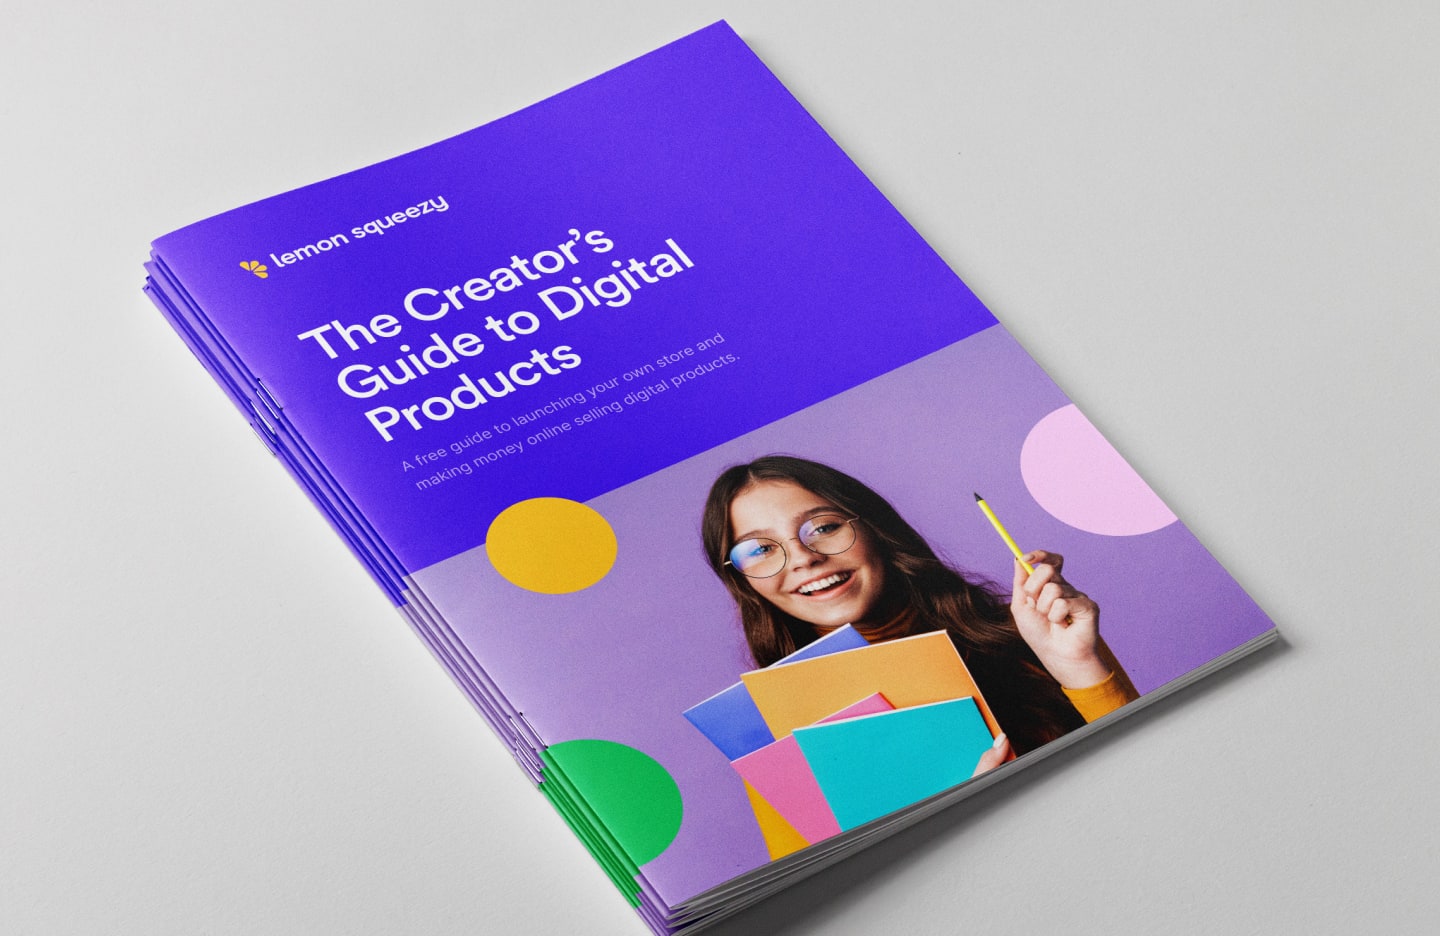 lemon squeezy
The Creator’s
Guide to Digital
Products
A free guide to launching your own store and
making money online selling digital products.